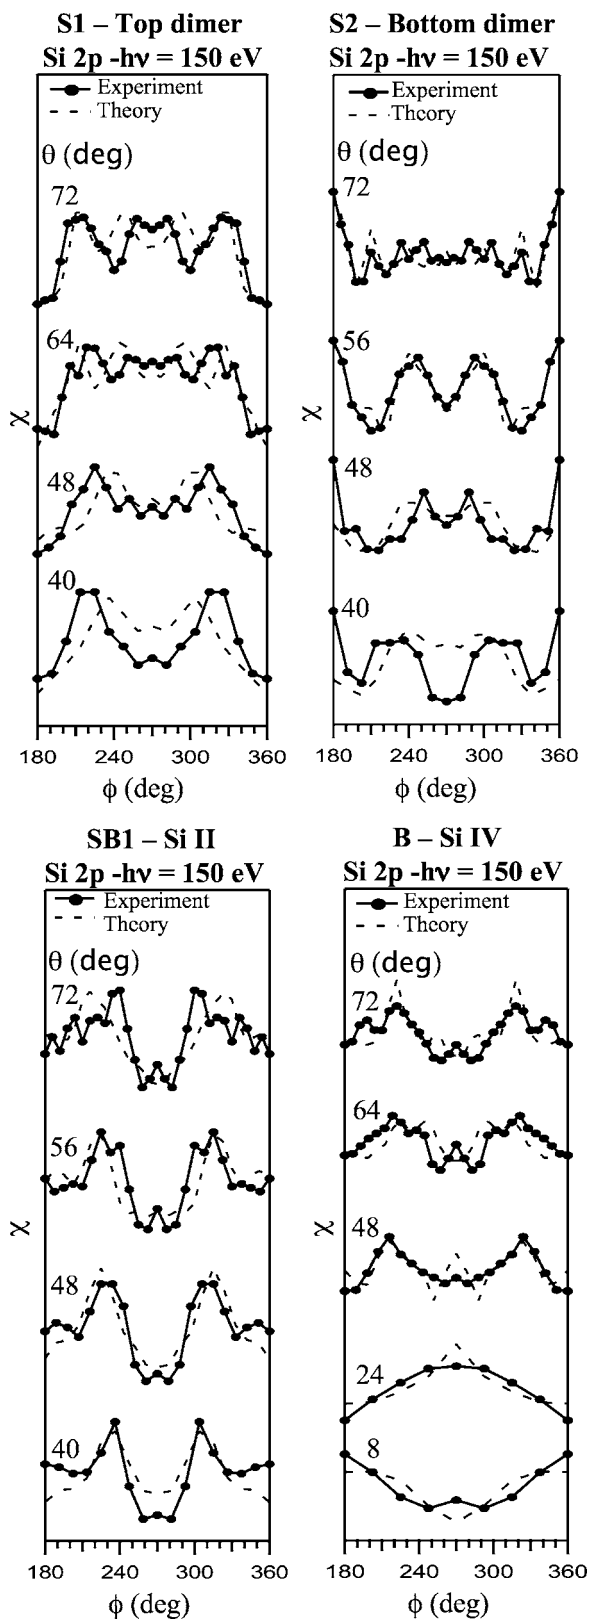 S1 – Top dimer
Si 2p -hν = 150 eV
Experiment
Theory
θ (deg)
72
64
χ
48
40
180 240 300 360
ϕ (deg)
S2 – Bottom dimer
Si 2p -hν = 150 eV
Experiment
Theory
θ (deg)
72
56
χ
48
40
180 240 300 360
ϕ (deg)
SB1 – Si II
Si 2p -hν = 150 eV
Experiment
Theory
θ (deg)
72
56
χ
48
40
180 240 300 360
ϕ (deg)
B – Si IV
Si 2p -hν = 150 eV
Experiment
Theory
θ (deg)
72
64
χ
48
24
8
180 240 300 360
ϕ (deg)